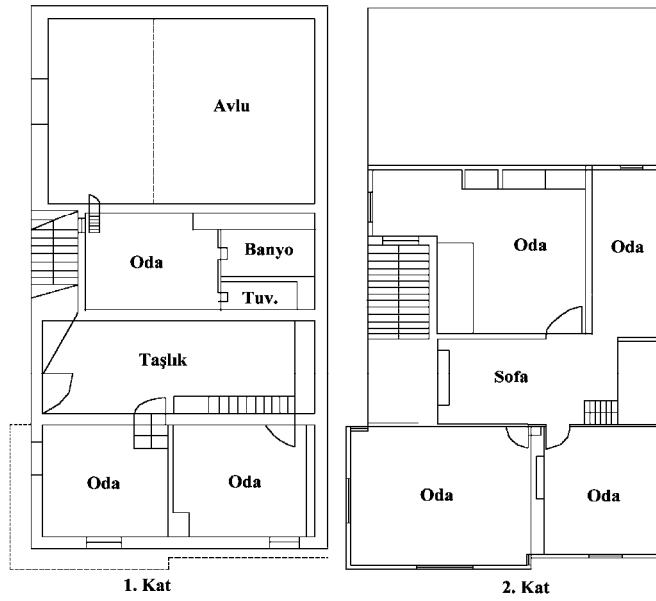 Avlu
Oda
Banyo
Tuv.
Taşlık
Oda
Oda
1. Kat
Oda
Oda
Sofa
Oda
Oda
2. Kat